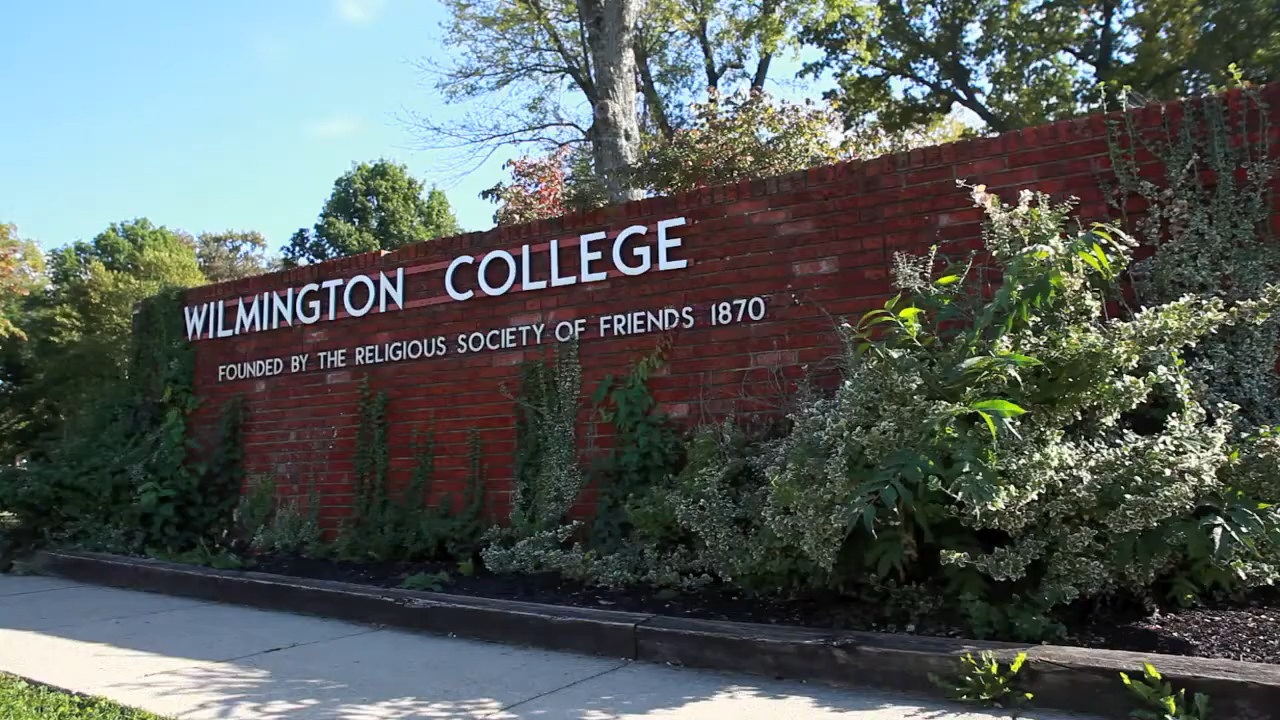 WILMINGTON COLLEGE
FOUNDED BY THE RELIGIOUS SOCIETY OF FRIENDS 1870